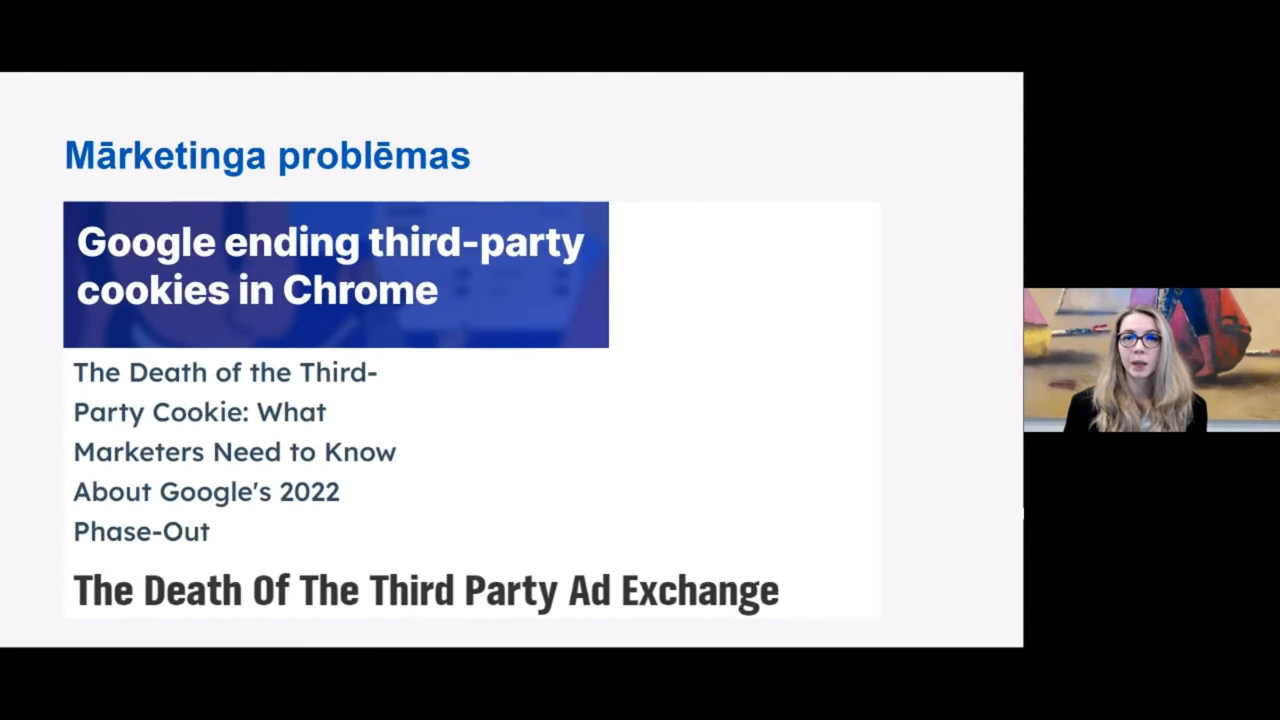 Mārketinga problēmas
Google ending third-party
cookies in Chrome
The Death of the Third-
Party Cookie: What
Marketers Need to Know
About Google's 2022
Phase-Out
The Death Of The Third Party Ad Exchange